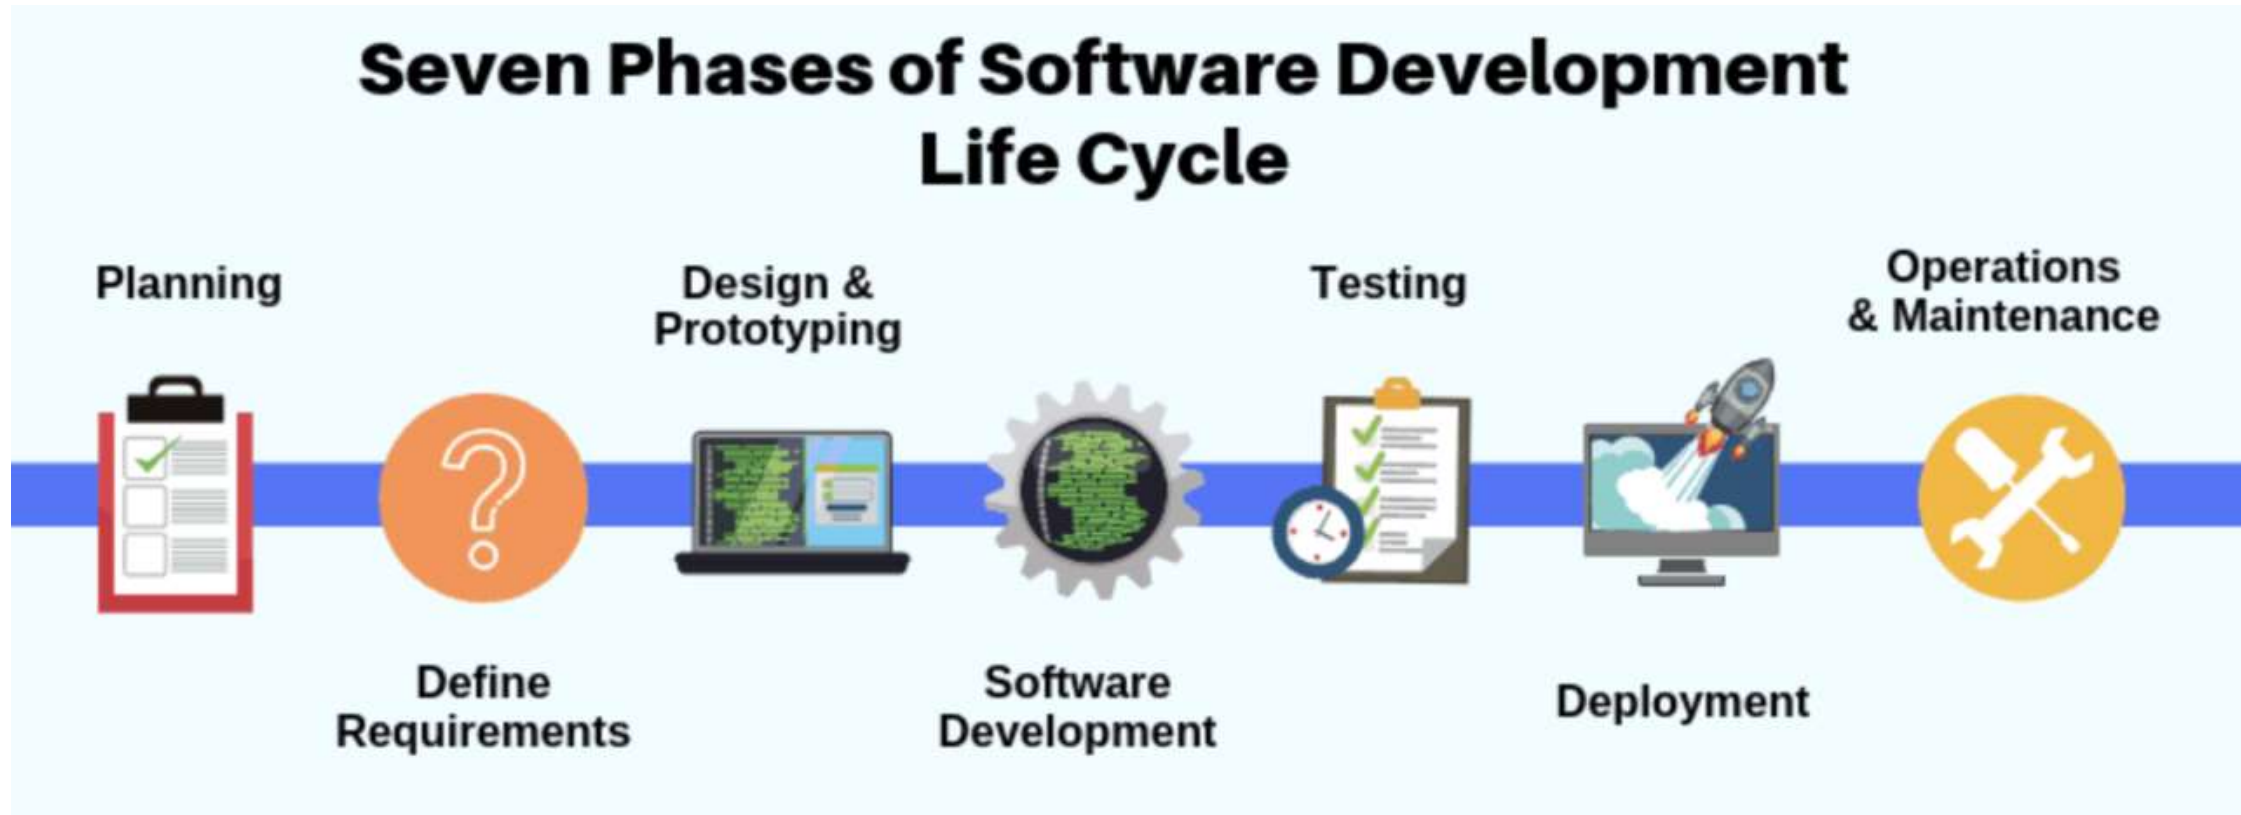 Seven Phases of Software Development
Life Cycle
Planning
Define
Requirements
Design &
Prototyping
Software
Development
Testing
Deployment
Operations
& Maintenance